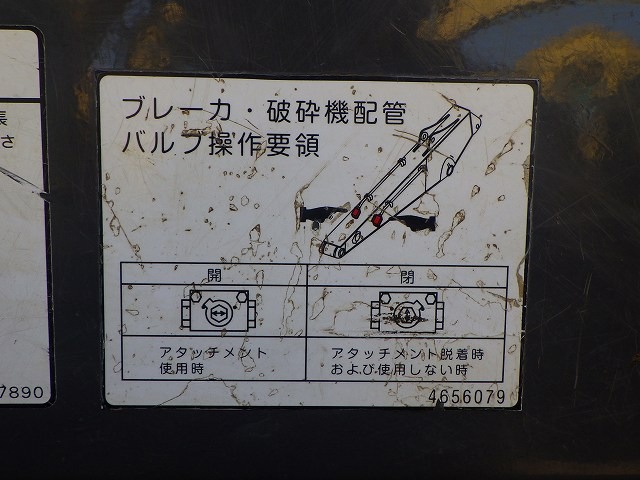 長
さ
7890
ブレーカ・破砕機配管
バルブ操作要領
開
閉
アタッチメント
使用時
アタッチメント脱着時
および使用しない時
4656079